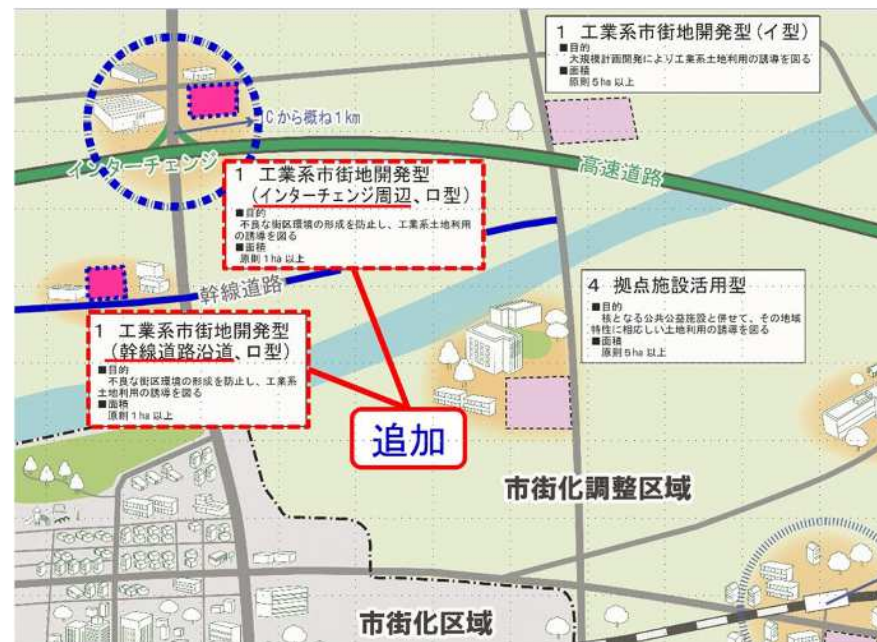 1 工業系市街地開発型(イ型)
■目的
大規模計画開発により工業系土地利用の誘導を図る
■面積
原則5ha以上
ICから概ね1km
インターチェンジ
高速道路
1 工業系市街地開発型
(インターチェンジ周辺、ロ型)
■目的
不良な街区環境の形成を防止し、工業系土地利用
の誘導を図る
■面積
原則1ha以上
幹線道路
4 拠点施設活用型
■目的
核となる公共公益施設と併せて、その地域
特性に相応しい土地利用の誘導を図る
■面積
原則5ha以上
1 工業系市街地開発型
(幹線道路沿道、ロ型)
■目的
不良な街区環境の形成を防止し、工業系
土地利用の誘導を図る
■面積
原則1ha以上
追加
市街化調整区域
市街化区域